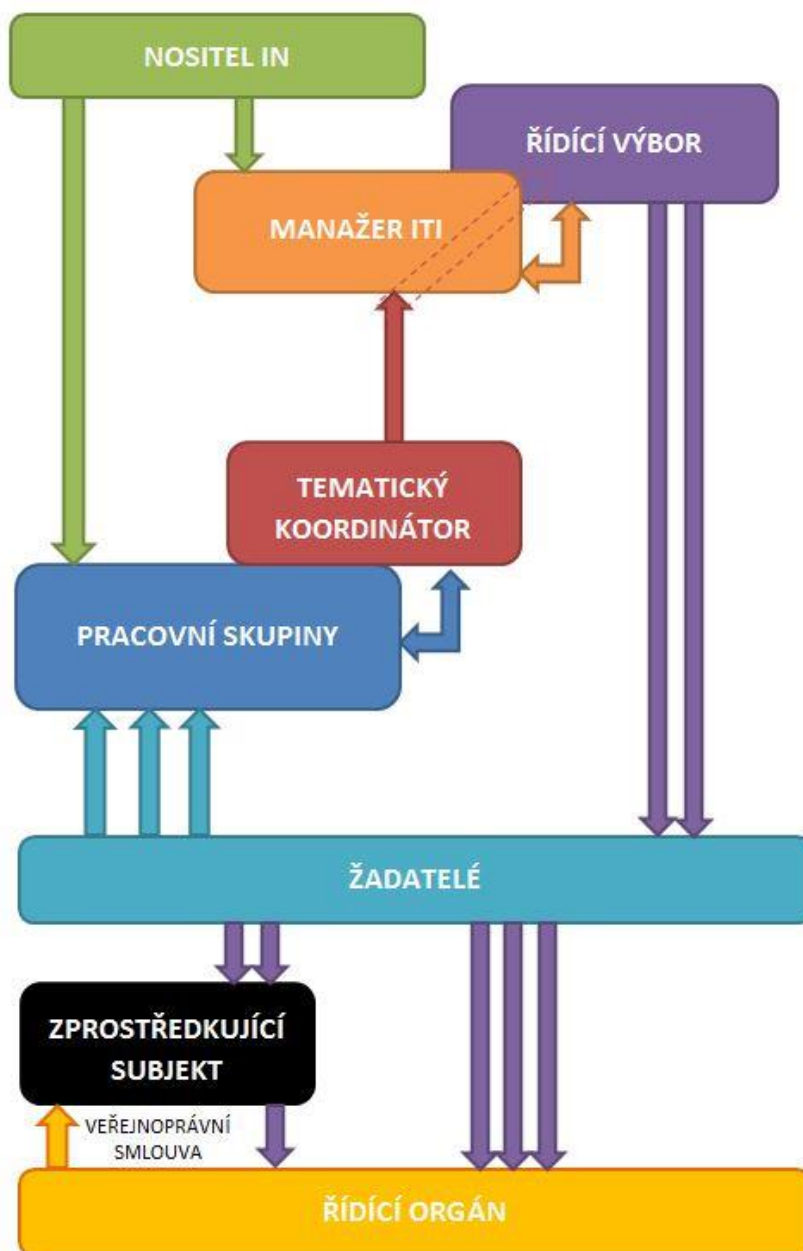 NOSITEL IN
ŘÍDÍCÍ VÝBOR
MANAŽER ITI
TEMATICKÝ
KOORDINÁTOR
PRACOVNÍ SKUPINY
ŽADATELÉ
ZPROSTŘEDKUJÍCÍ
SUBJEKT
VEŘEJNOPRÁVNÍ
SMLOUVA
ŘÍDÍCÍ ORGÁN